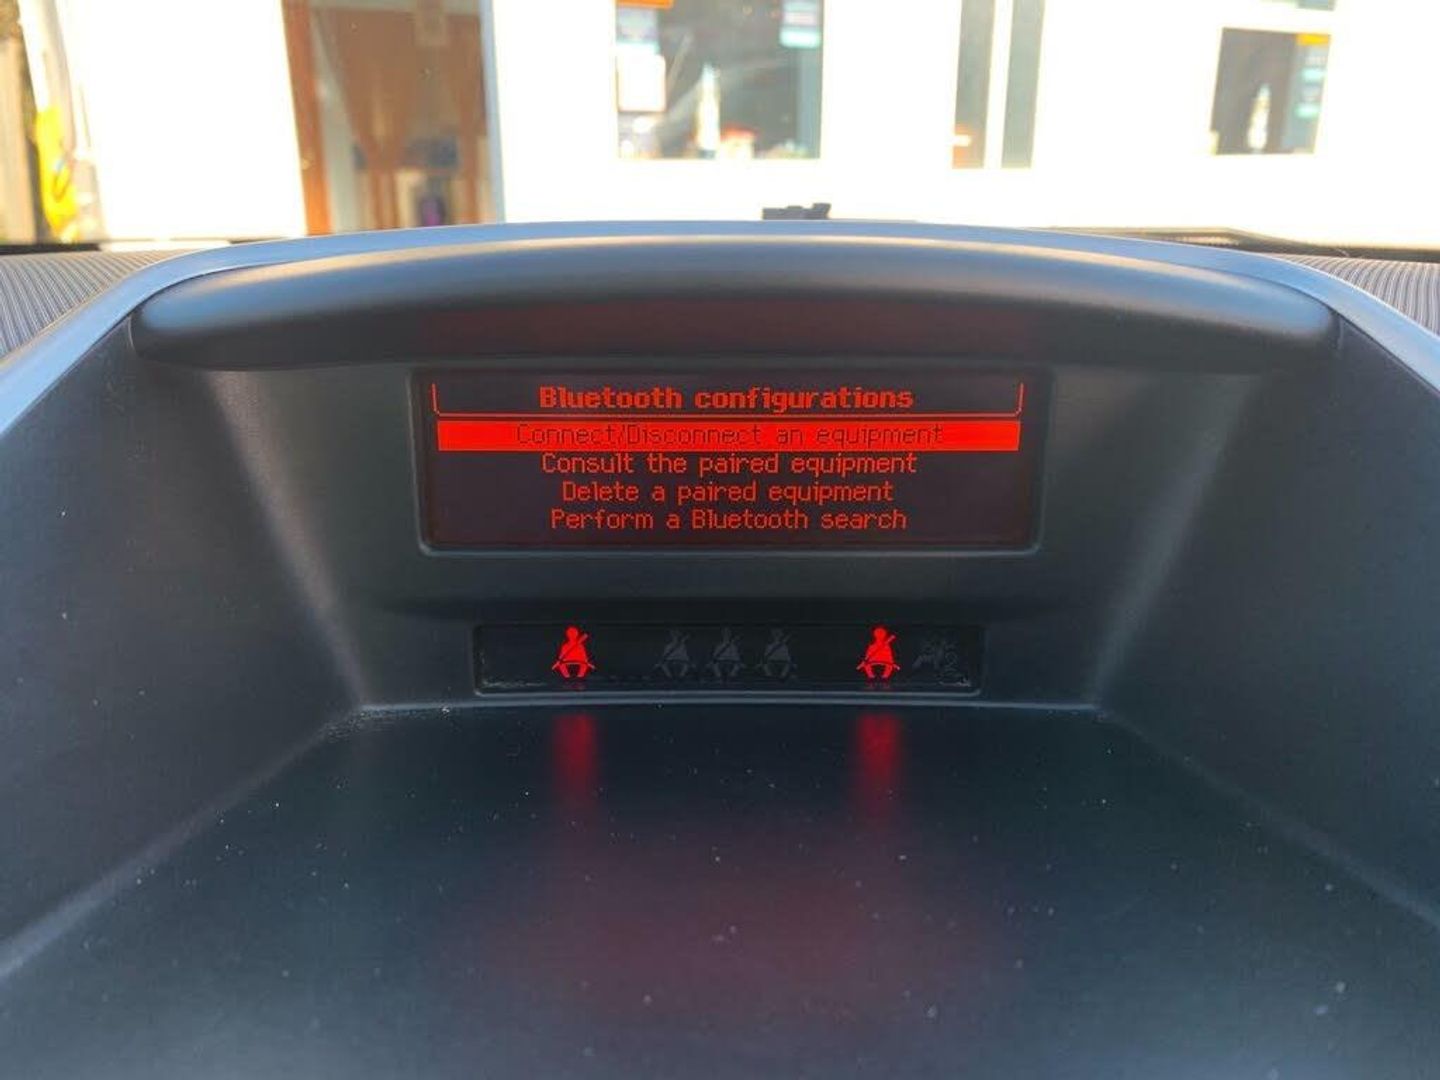 Bluetooth configurations
Connect/Disconnect an equipment
Consult the paired equipment
Delete a paired equipment
Perform a Bluetooth search